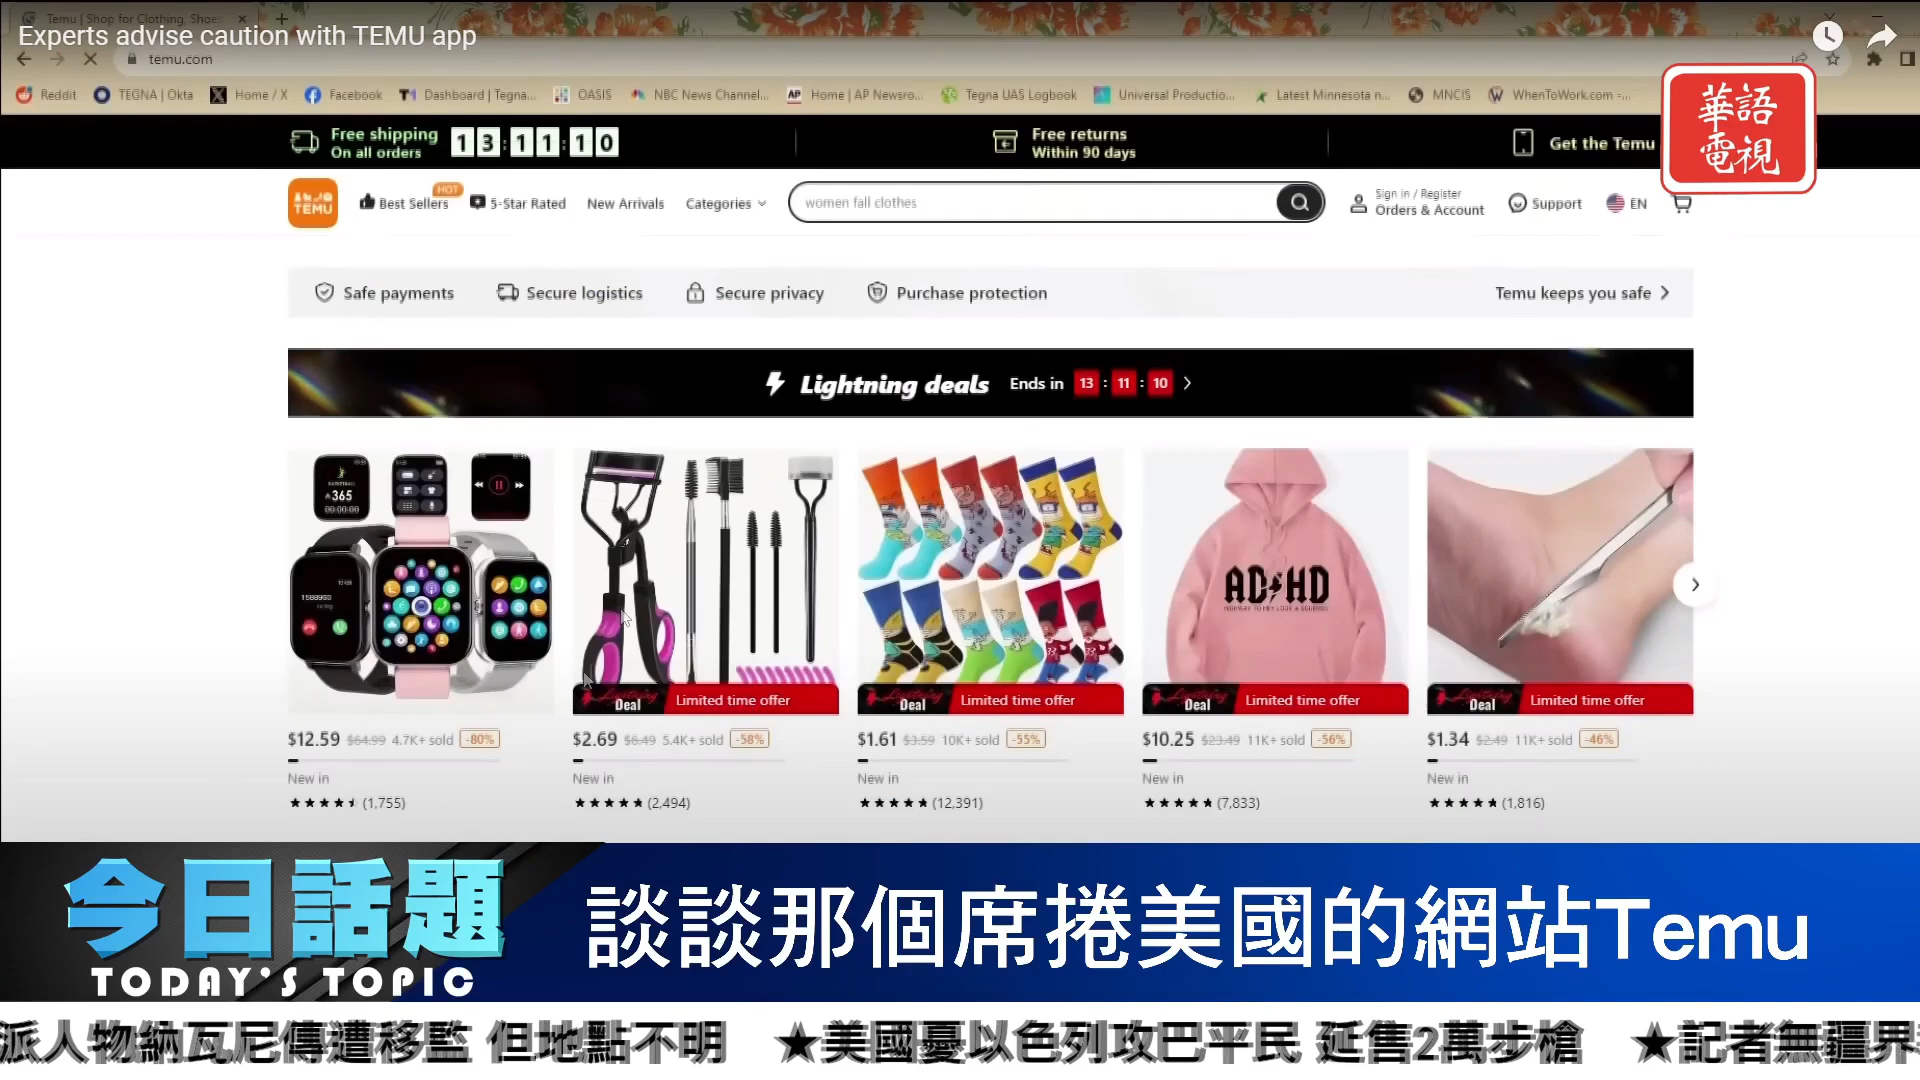 Temu | Shop for Clothing, Shoes
Experts advise caution with TEMU app
temu.com
Reddit TEGNA | Okta Home / X Facebook Dashboard | Tegna... OASIS NBC News Channel... Home | AP Newsro... Tegna UAS Logbook Universal Productio... Latest Minnesota n... MNCIS WhenToWork.com -...
華語
電視
Free shipping
On all orders
13:11:10
Free returns
Within 90 days
Get the Temu
TEMU
Best Sellers
HOT
5-Star Rated
New Arrivals
Categories
women fall clothes
Sign in / Register
Orders & Account
Support
EN
Safe payments
Secure logistics
Secure privacy
Purchase protection
Temu keeps you safe
Lightning deals Ends in 13 : 11 : 10
365
00:00:00
AD HD
Lightning Deal Limited time offer
Lightning Deal Limited time offer
Lightning Deal Limited time offer
Lightning Deal Limited time offer
$12.59 $64.99 4.7K+ sold -80%
New in
(1,755)
$2.69 $6.49 5.4K+ sold -58%
New in
(2,494)
$1.61 $3.59 10K+ sold -55%
New in
(12,391)
$10.25 $23.49 11K+ sold -56%
New in
(7,833)
$1.34 $2.49 11K+ sold -46%
New in
(1,816)
今日話題
TODAY'S TOPIC
談談那個席捲美國的網站Temu
派人物納瓦尼傳遭移監 但地點不明 ★美國憂以色列攻巴平民 延售2萬步槍 ★記者無疆界